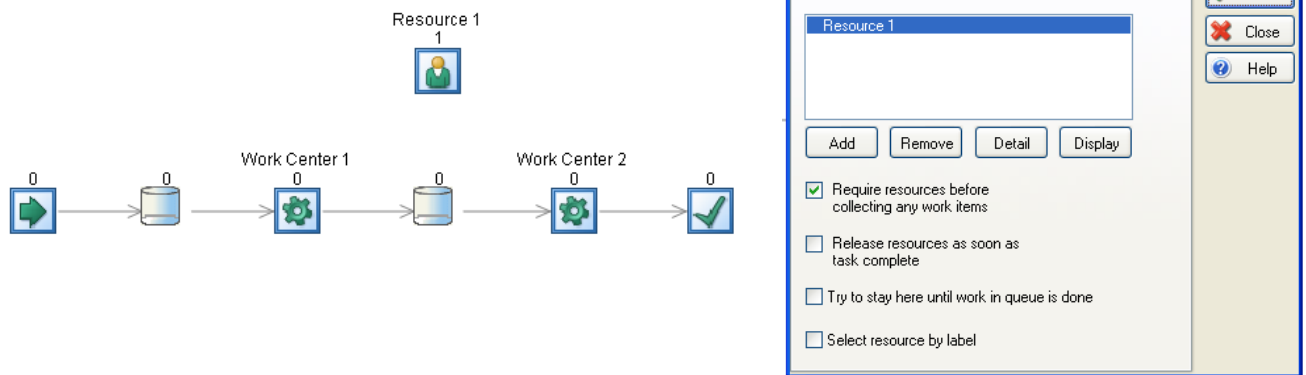 Resource 1
1
Work Center 1
Work Center 2
0
0
0
0
0
0
Resource 1
Close
Help
Add
Remove
Detail
Display
Require resources before
collecting any work items
Release resources as soon as
task complete
Try to stay here until work in queue is done
Select resource by label